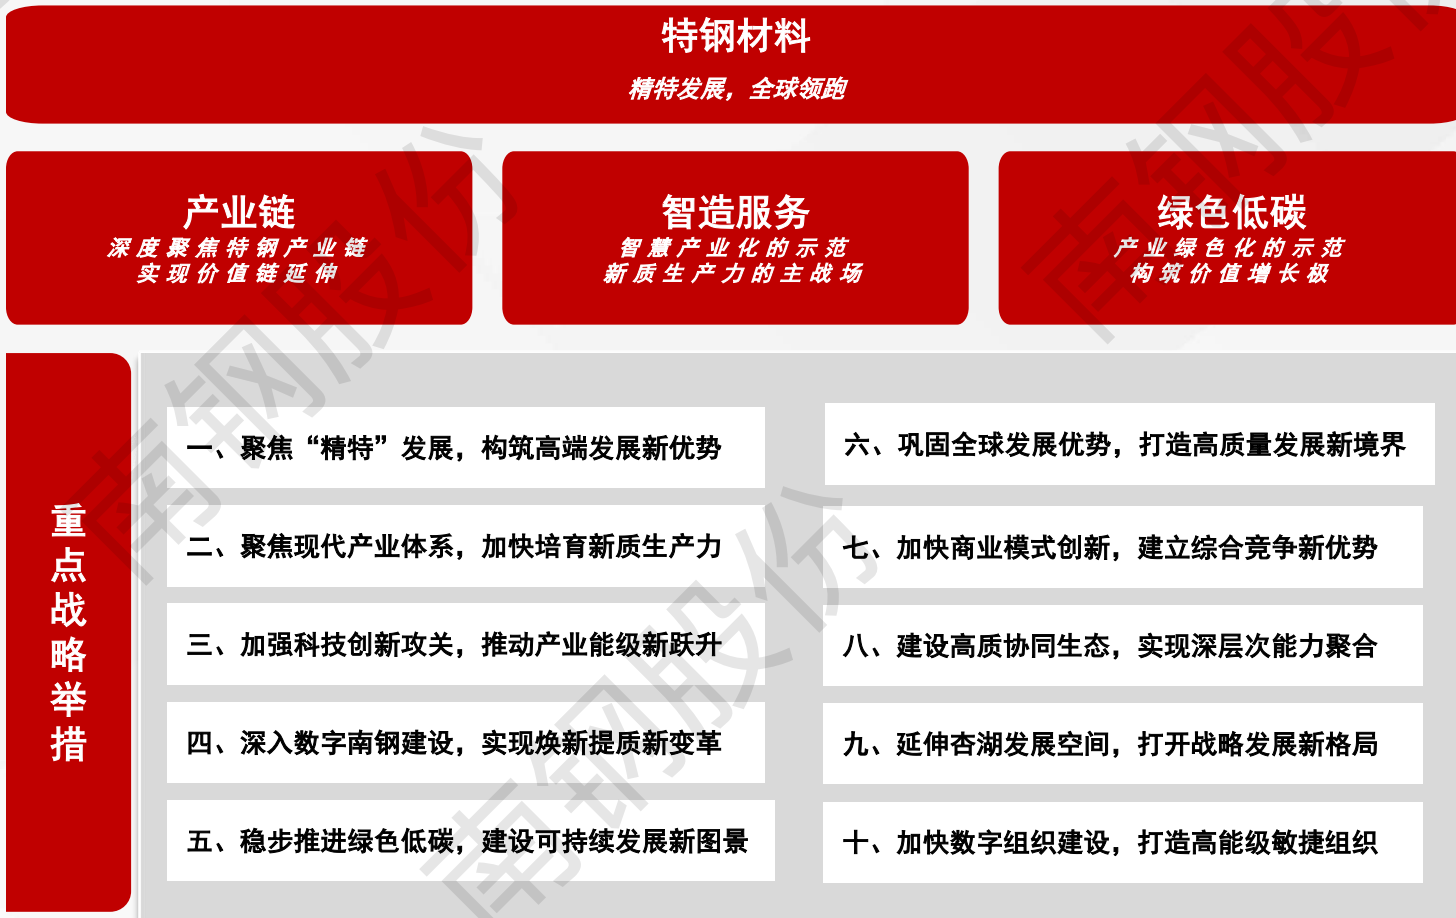 特钢材料
精特发展，全球领跑
产业链
深度聚焦特钢产业链
实现价值链延伸
智造服务
智慧产业化的示范
新质生产力的主战场
绿色低碳
产业绿色化的示范
构筑价值增长极
重点战略举措
一、聚焦“精特”发展，构筑高端发展新优势
二、聚焦现代产业体系，加快培育新质生产力
三、加强科技创新攻关，推动产业能级新跃升
四、深入数字南钢建设，实现焕新提质新变革
五、稳步推进绿色低碳，建设可持续发展新图景
六、巩固全球发展优势，打造高质量发展新境界
七、加快商业模式创新，建立综合竞争新优势
八、建设高质协同生态，实现深层次能力聚合
九、延伸杏湖发展空间，打开战略发展新格局
十、加快数字组织建设，打造高能级敏捷组织
南钢股份
南钢股份
南钢股份